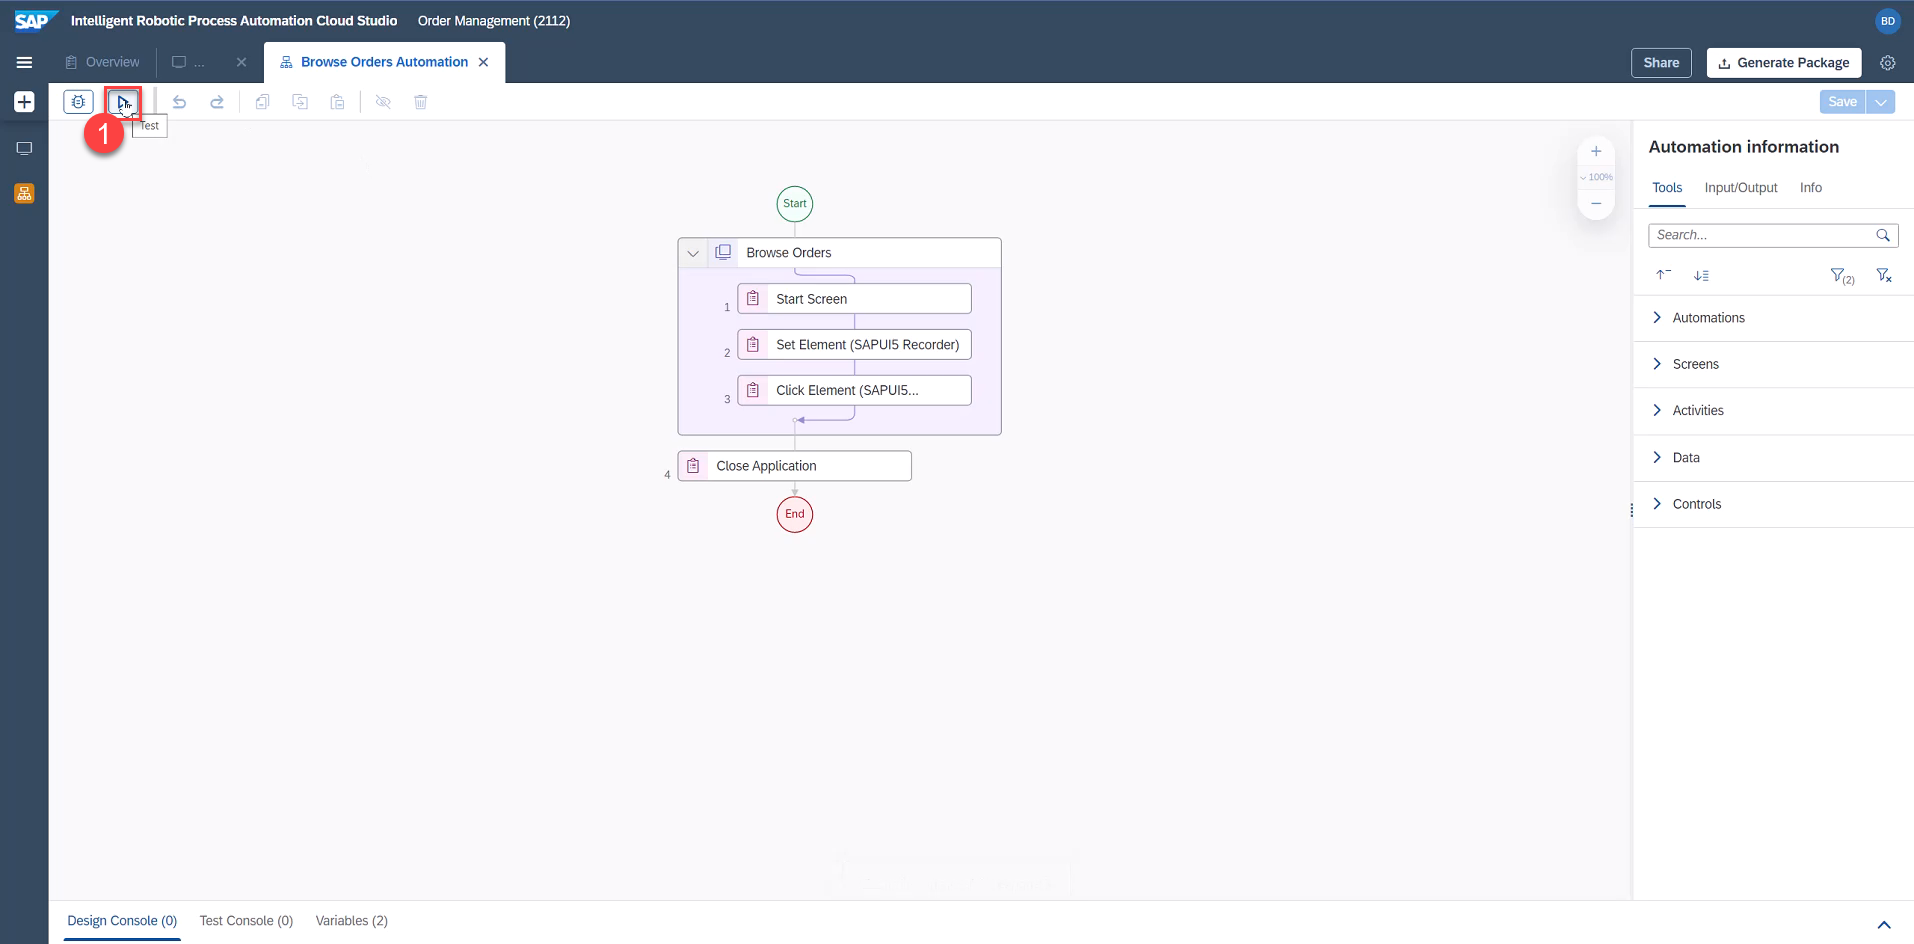 SAP Intelligent Robotic Process Automation Cloud Studio Order Management (2112) BD
Overview ... Browse Orders Automation Share Generate Package
Save
1 Test
Automation information
100%
Tools Input/Output Info
Start
Search...
Browse Orders
(2)
1 Start Screen
Automations
2 Set Element (SAPUI5 Recorder)
Screens
3 Click Element (SAPUI5...
Activities
4 Close Application
Data
End
Controls
Design Console (0) Test Console (0) Variables (2)